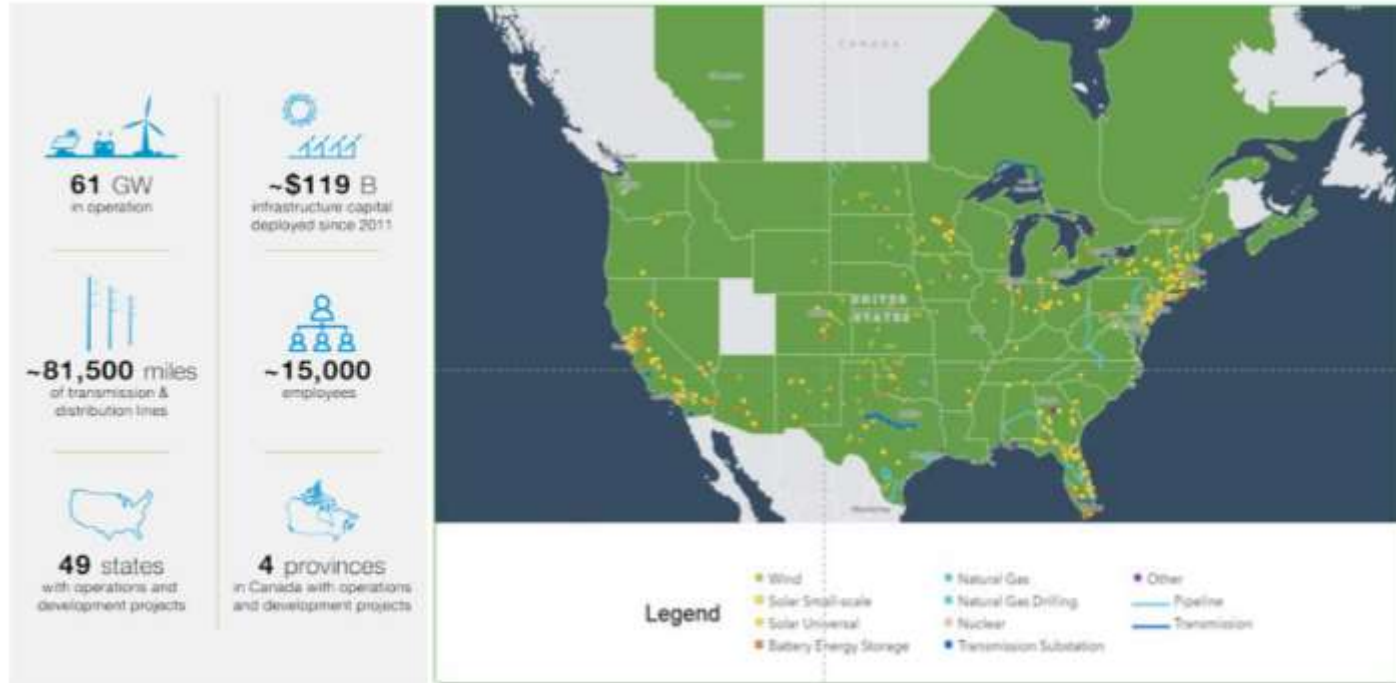 61 GW
in operation
~$119 B
infrastructure capital
deployed since 2011
~81,500 miles
of transmission &
distribution lines
~15,000
employees
49 states
with operations and
development projects
4 provinces
in Canada with operations
and development projects
CANADA
UNITED
STATES
Legend
Wind
Solar Small-scale
Solar Universal
Battery Energy Storage
Natural Gas
Natural Gas Drilling
Nuclear
Transmission Substation
Other
Pipeline
Transmission